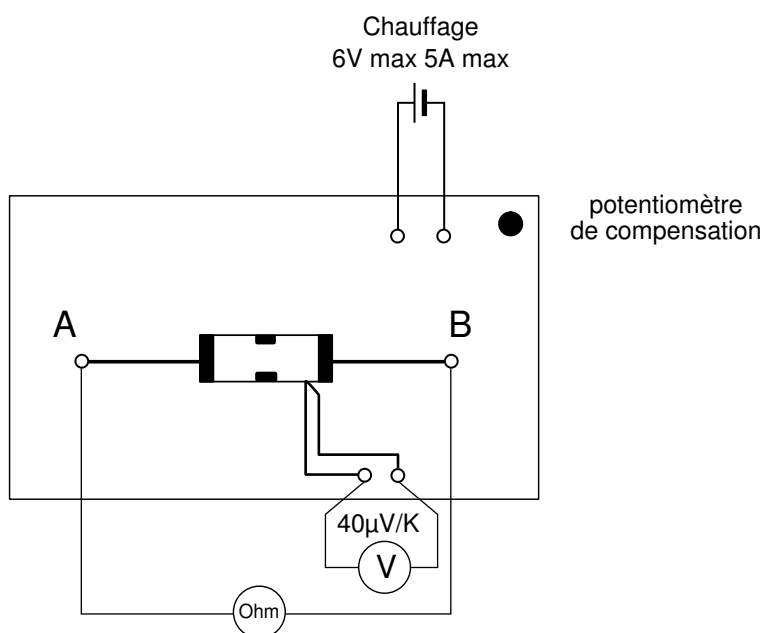 Chauffage
6V max 5A max
potentiomètre
de compensation
A
B
40µV/K
V
Ohm